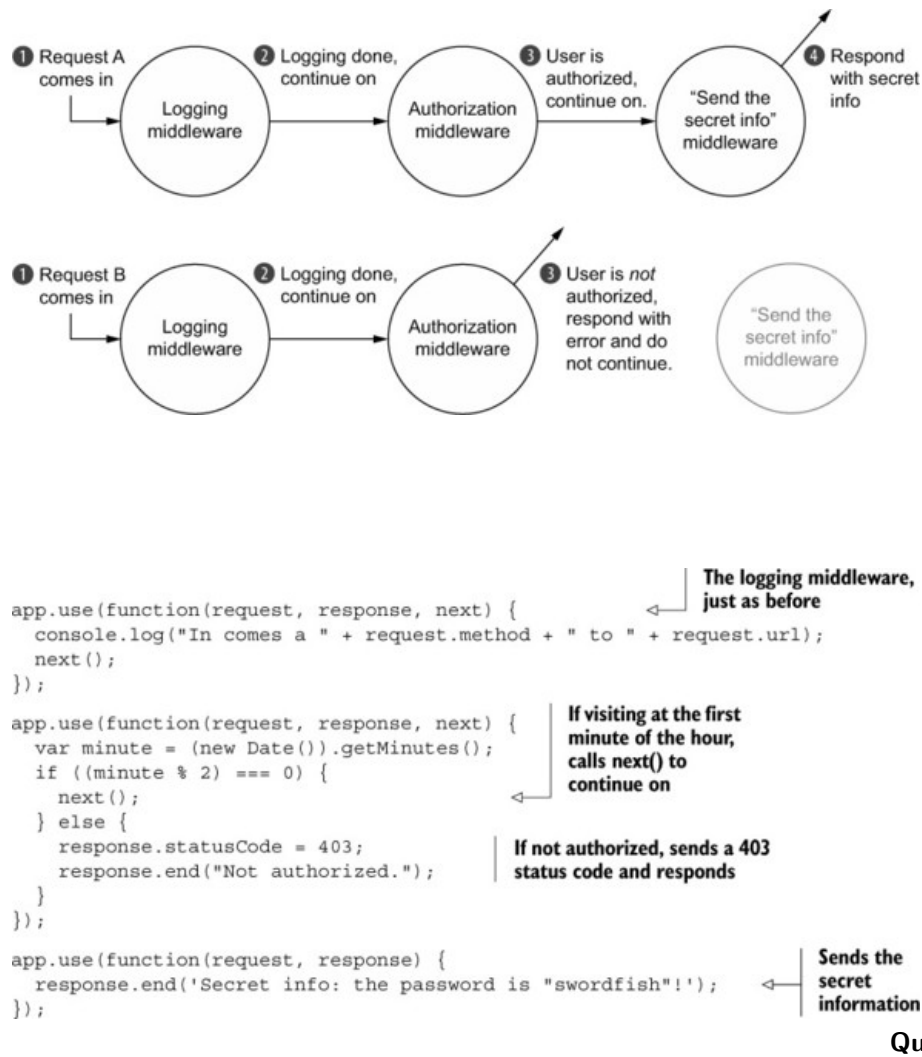 1 Request A
comes in
2 Logging done,
continue on
3 User is
authorized,
continue on.
4 Respond
with secret
info
Logging
middleware
Authorization
middleware
“Send the
secret info”
middleware
1 Request B
comes in
2 Logging done,
continue on
3 User is not
authorized,
respond with
error and do
not continue.
Logging
middleware
Authorization
middleware
“Send the
secret info”
middleware
The logging middleware,
just as before
app.use(function(request, response, next) {
  console.log("In comes a " + request.method + " to " + request.url);
  next();
});
app.use(function(request, response, next) {
  var minute = (new Date()).getMinutes();
  if ((minute % 2) === 0) {
    next();
  } else {
    response.statusCode = 403;
    response.end("Not authorized.");
  }
});
If visiting at the first
minute of the hour,
calls next() to
continue on
If not authorized, sends a 403
status code and responds
app.use(function(request, response) {
  response.end('Secret info: the password is "swordfish"!');
});
Sends the
secret
information
Qu